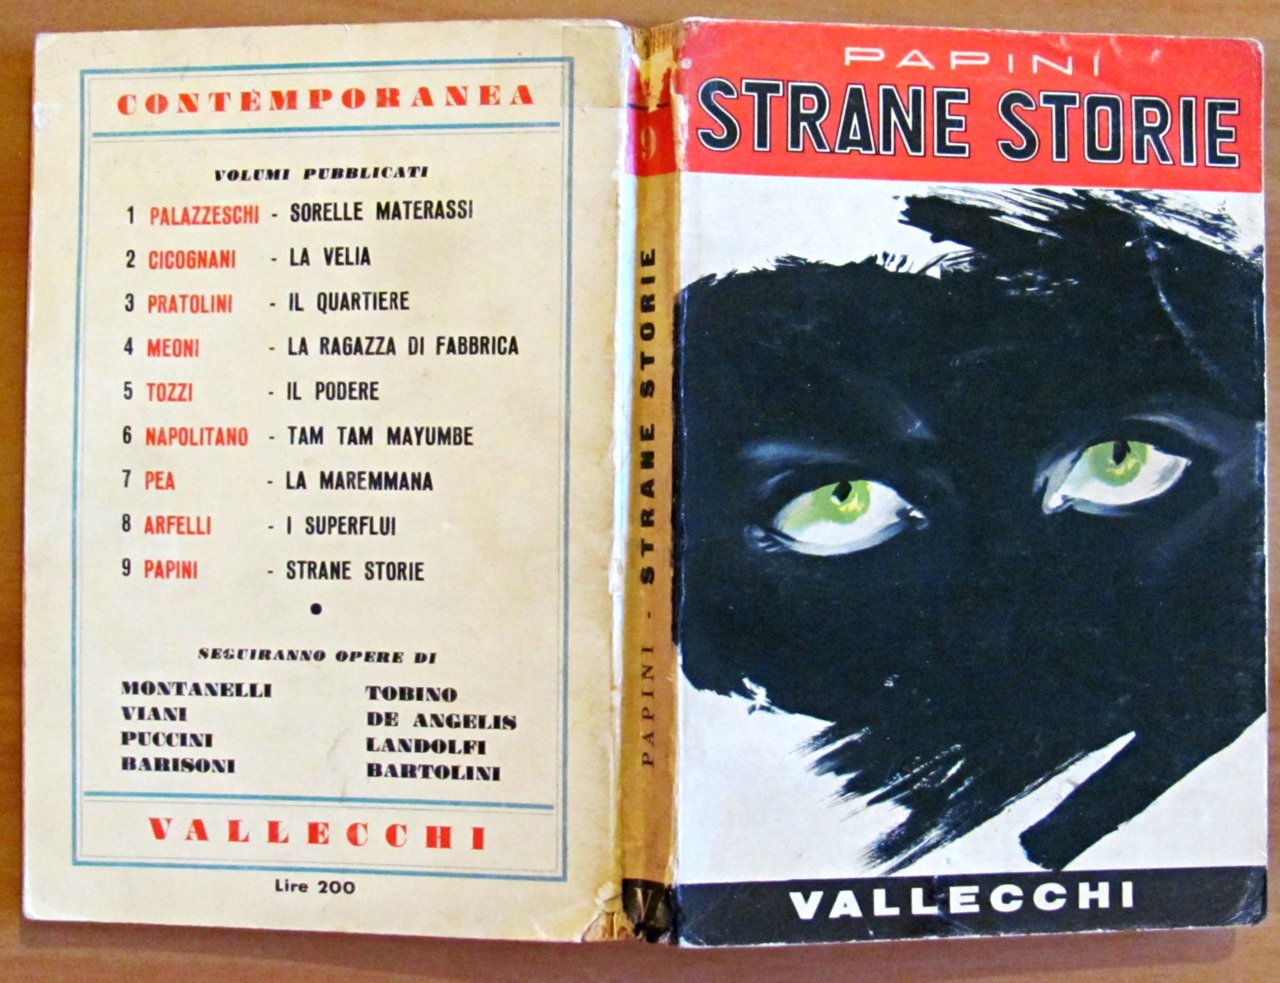 CONTEMPORANEA
VOLUMI PUBBLICATI
1 PALAZZESCHI - SORELLE MATERASSI
2 CICOGNANI - LA VELIA
3 PRATOLINI - IL QUARTIERE
4 MEONI - LA RAGAZZA DI FABBRICA
5 TOZZI - IL PODERE
6 NAPOLITANO - TAM TAM MAYUMBE
7 PEA - LA MAREMMANA
8 ARFELLI - I SUPERFLUI
9 PAPINI - STRANE STORIE
SEGUIRANNO OPERE DI
MONTANELLI TOBINO
VIANI DE ANGELIS
PUCCINI LANDOLFI
BARISONI BARTOLINI
VALLECCHI
Lire 200
9
PAPINI - STRANE STORIE
V
PAPINI
STRANE STORIE
VALLECCHI